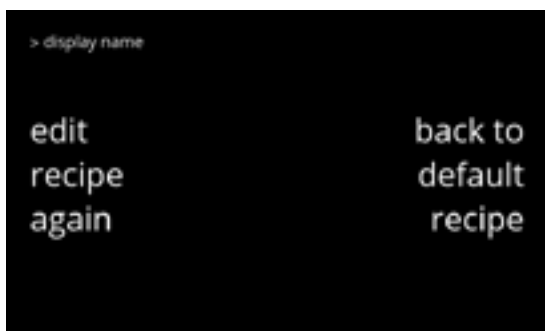 > display name
edit
recipe
again
back to
default
recipe